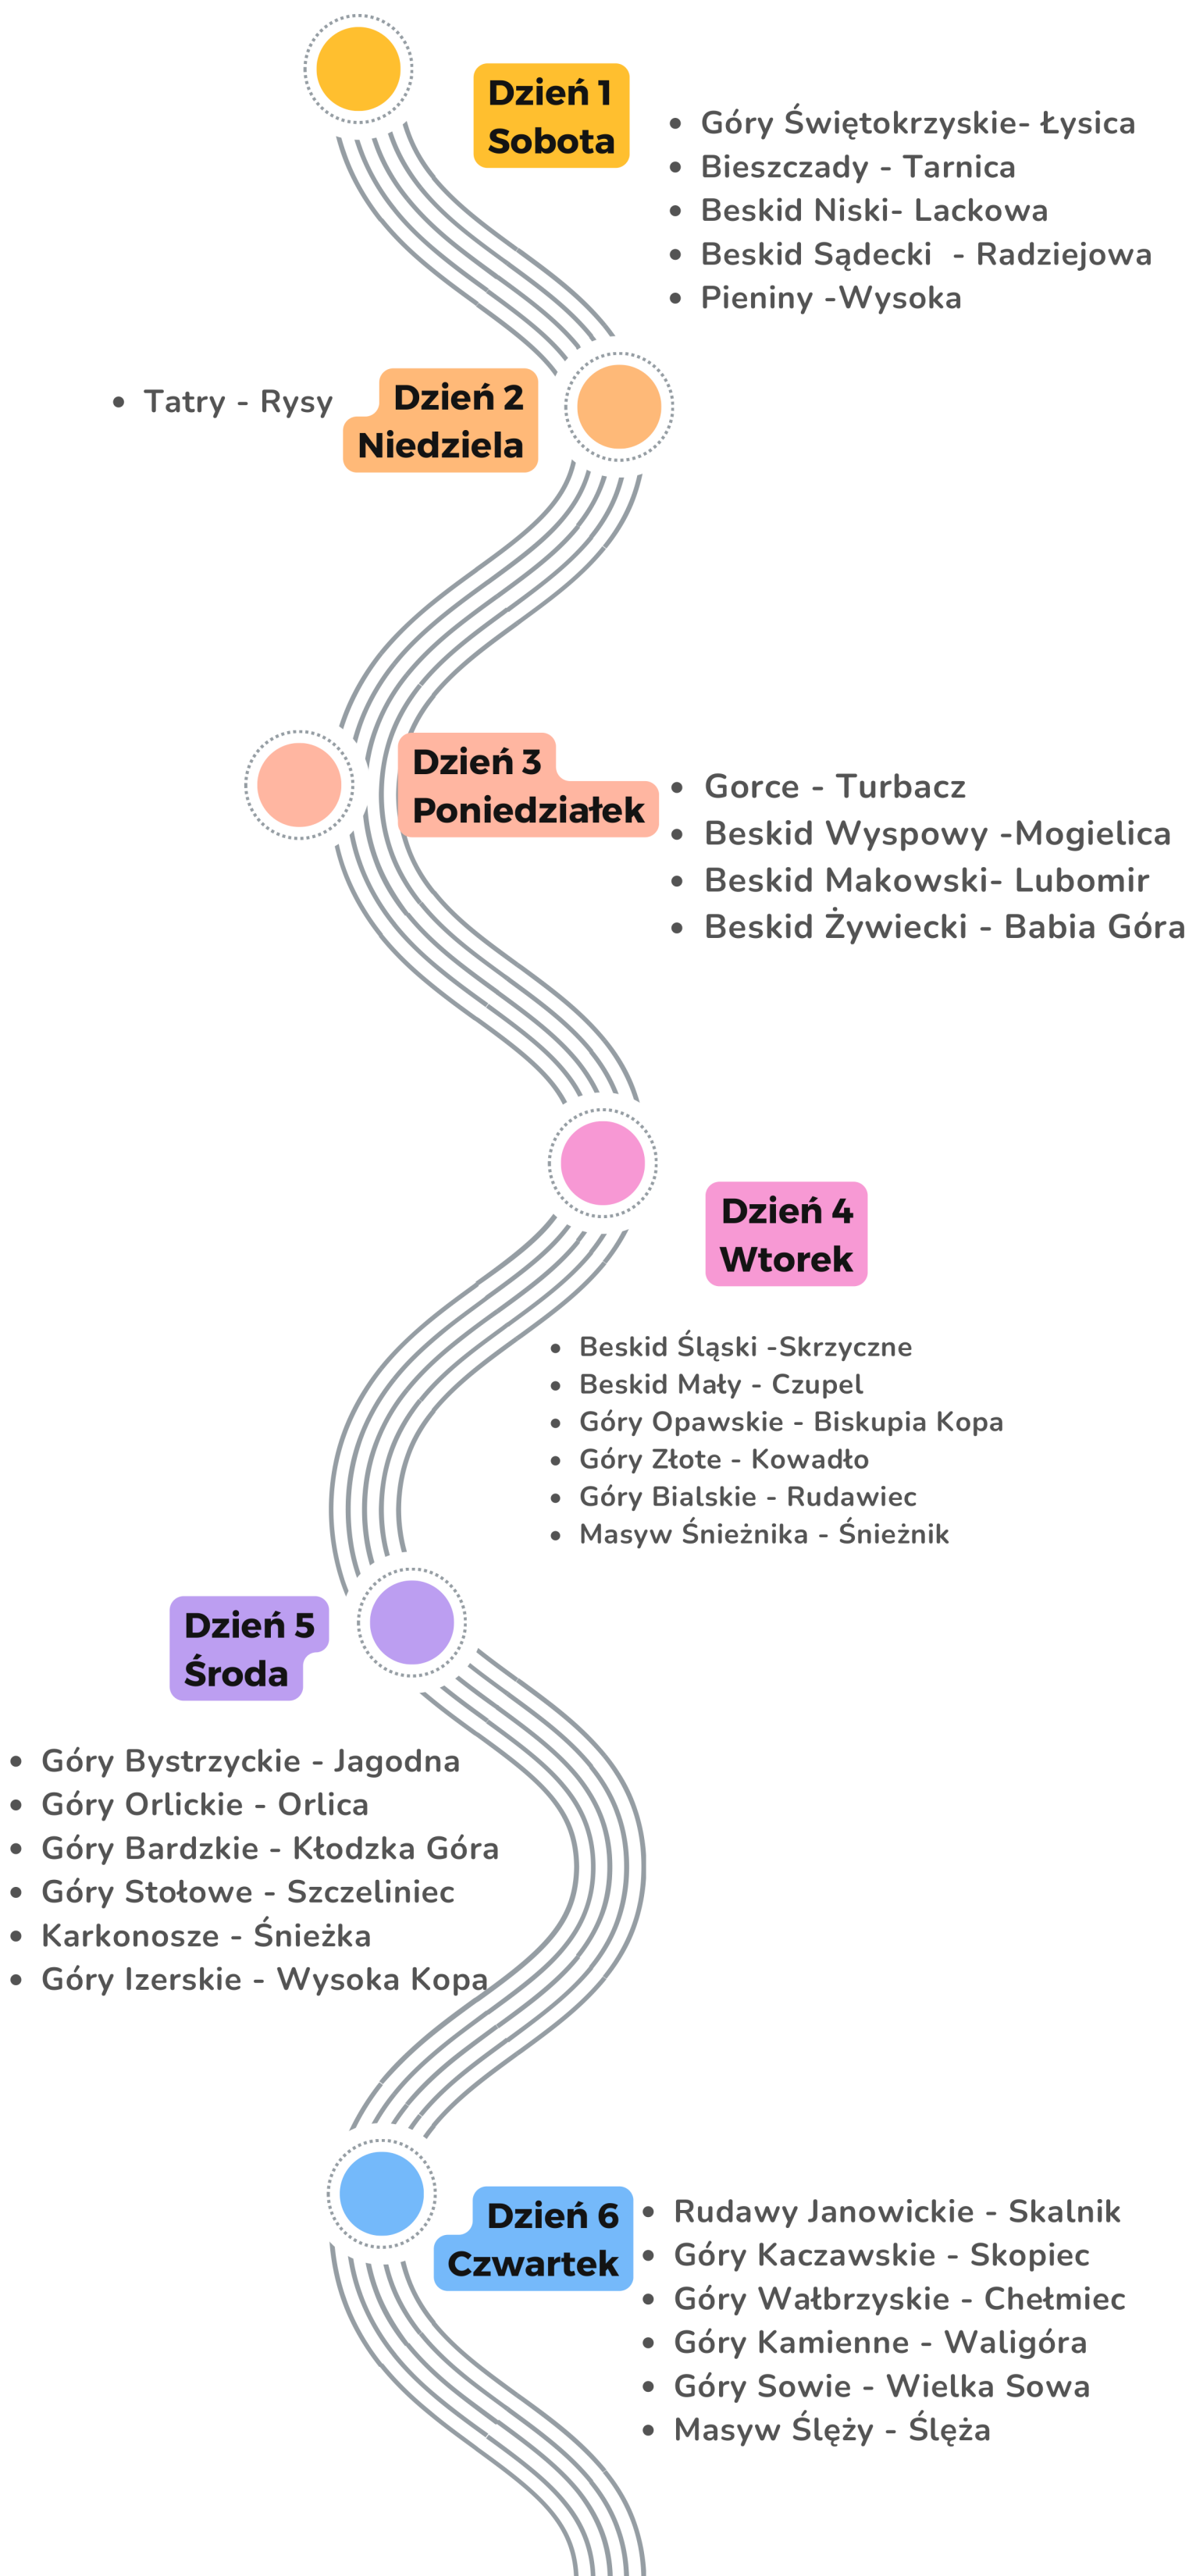 Dzień 1
Sobota
• Góry Świętokrzyskie- Łysica
• Bieszczady - Tarnica
• Beskid Niski- Lackowa
• Beskid Sądecki  - Radziejowa
• Pieniny -Wysoka
• Tatry - Rysy
Dzień 2
Niedziela
Dzień 3
Poniedziałek
• Gorce - Turbacz
• Beskid Wyspowy -Mogielica
• Beskid Makowski- Lubomir
• Beskid Żywiecki - Babia Góra
Dzień 4
Wtorek
• Beskid Śląski -Skrzyczne
• Beskid Mały - Czupel
• Góry Opawskie - Biskupia Kopa
• Góry Złote - Kowadło
• Góry Bialskie - Rudawiec
• Masyw Śnieżnika - Śnieżnik
Dzień 5
Środa
• Góry Bystrzyckie - Jagodna
• Góry Orlickie - Orlica
• Góry Bardzkie - Kłodzka Góra
• Góry Stołowe - Szczeliniec
• Karkonosze - Śnieżka
• Góry Izerskie - Wysoka Kopa
Dzień 6
Czwartek
• Rudawy Janowickie - Skalnik
• Góry Kaczawskie - Skopiec
• Góry Wałbrzyskie - Chełmiec
• Góry Kamienne - Waligóra
• Góry Sowie - Wielka Sowa
• Masyw Ślęży - Ślęża